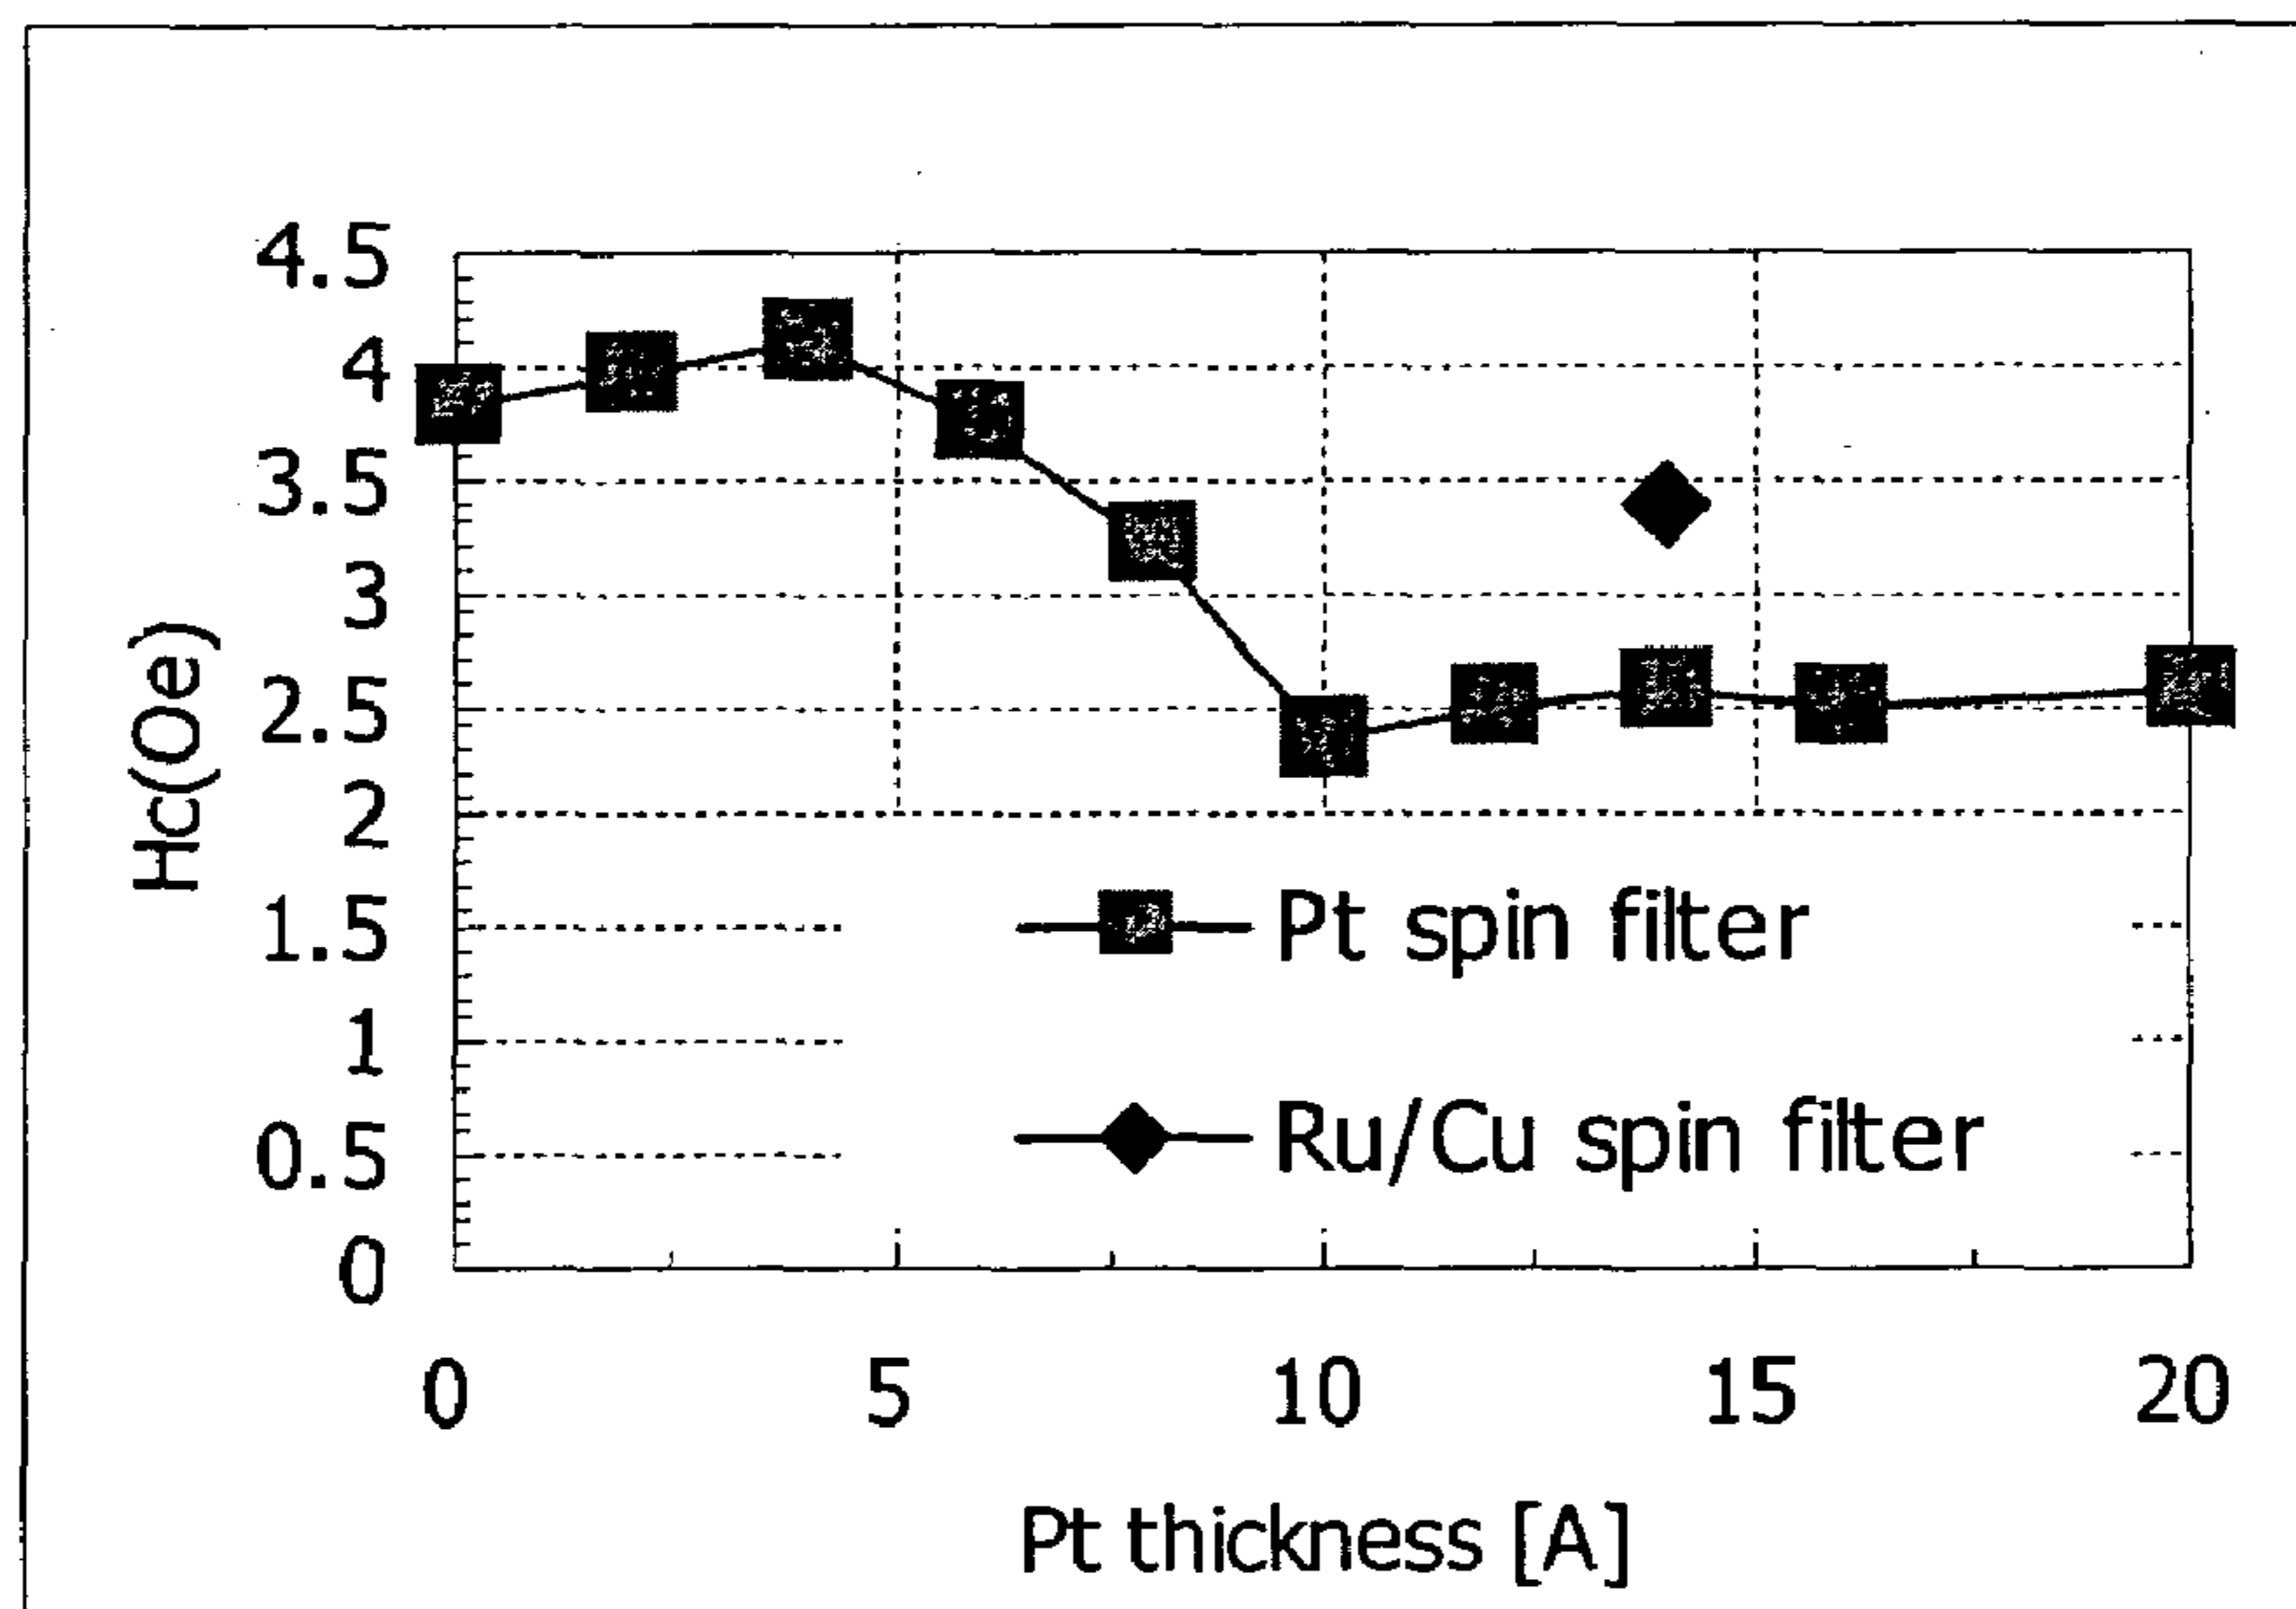 4.5
4
3.5
3
2.5
2
1.5
1
0.5
0
Hc(Oe)
Pt spin filter
Ru/Cu spin filter
0 5 10 15 20
Pt thickness [A]